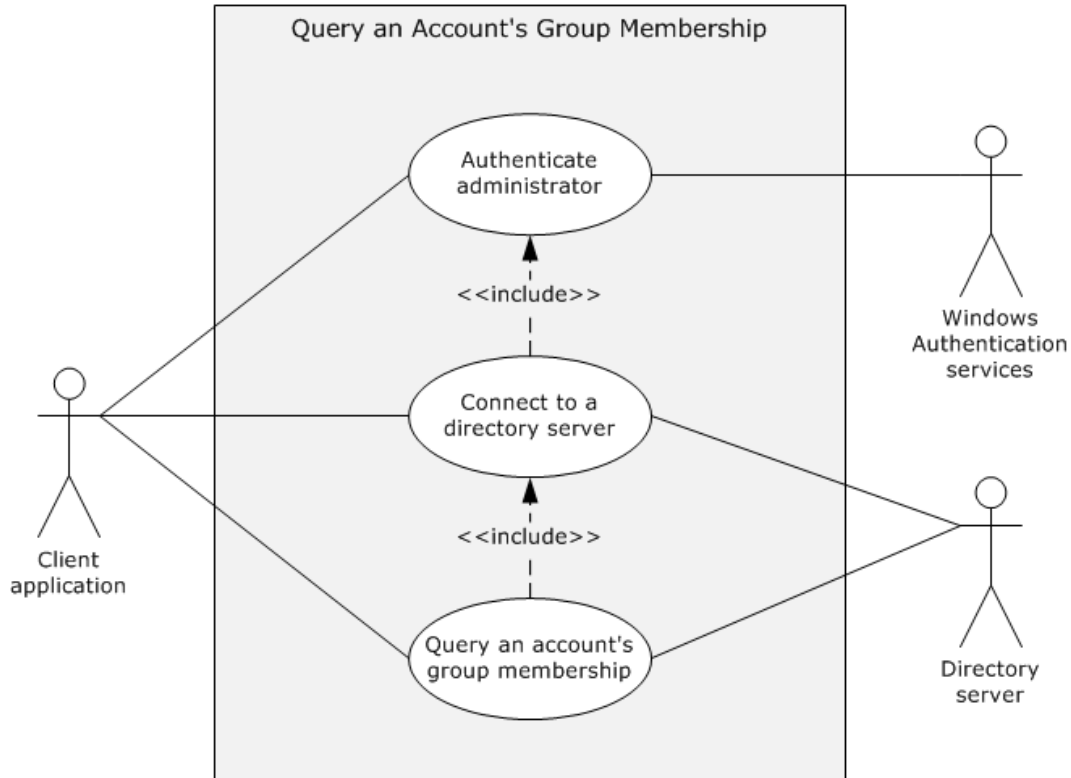 Query an Account's Group Membership
Authenticate
administrator
<<include>>
Windows
Authentication
services
Connect to a
directory server
<<include>>
Client
application
Query an account's
group membership
Directory
server